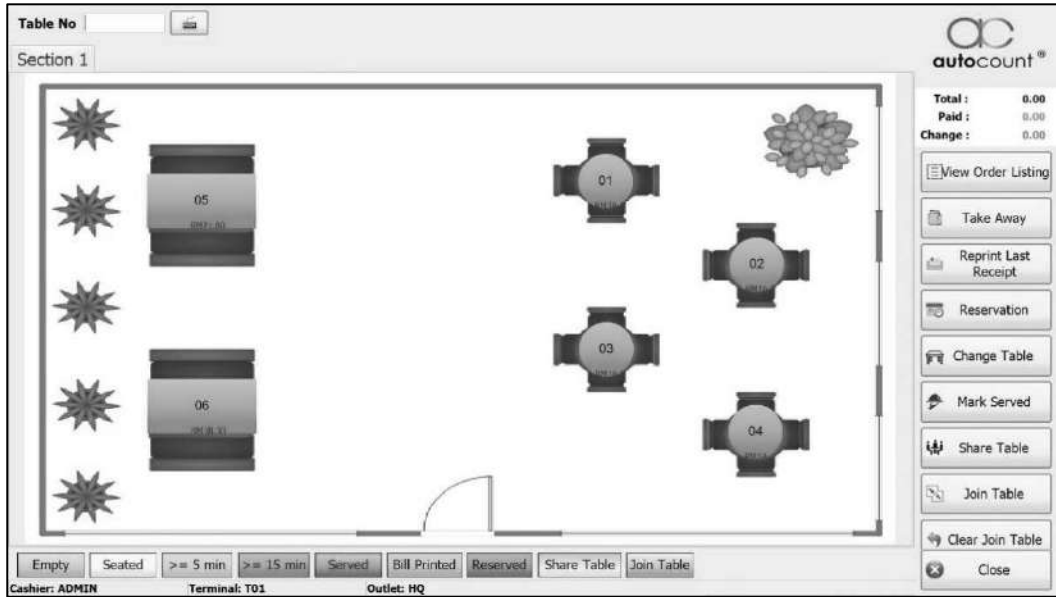 Table No
Section 1
autocount®
Total : 0.00
Paid : 0.00
Change : 0.00
View Order Listing
Take Away
Reprint Last
Receipt
Reservation
Change Table
Mark Served
Share Table
Join Table
Clear Join Table
Close
05
01
02
03
06
04
Empty Seated >= 5 min >= 15 min Served Bill Printed Reserved Share Table Join Table
Cashier: ADMIN Terminal: T01 Outlet: HQ